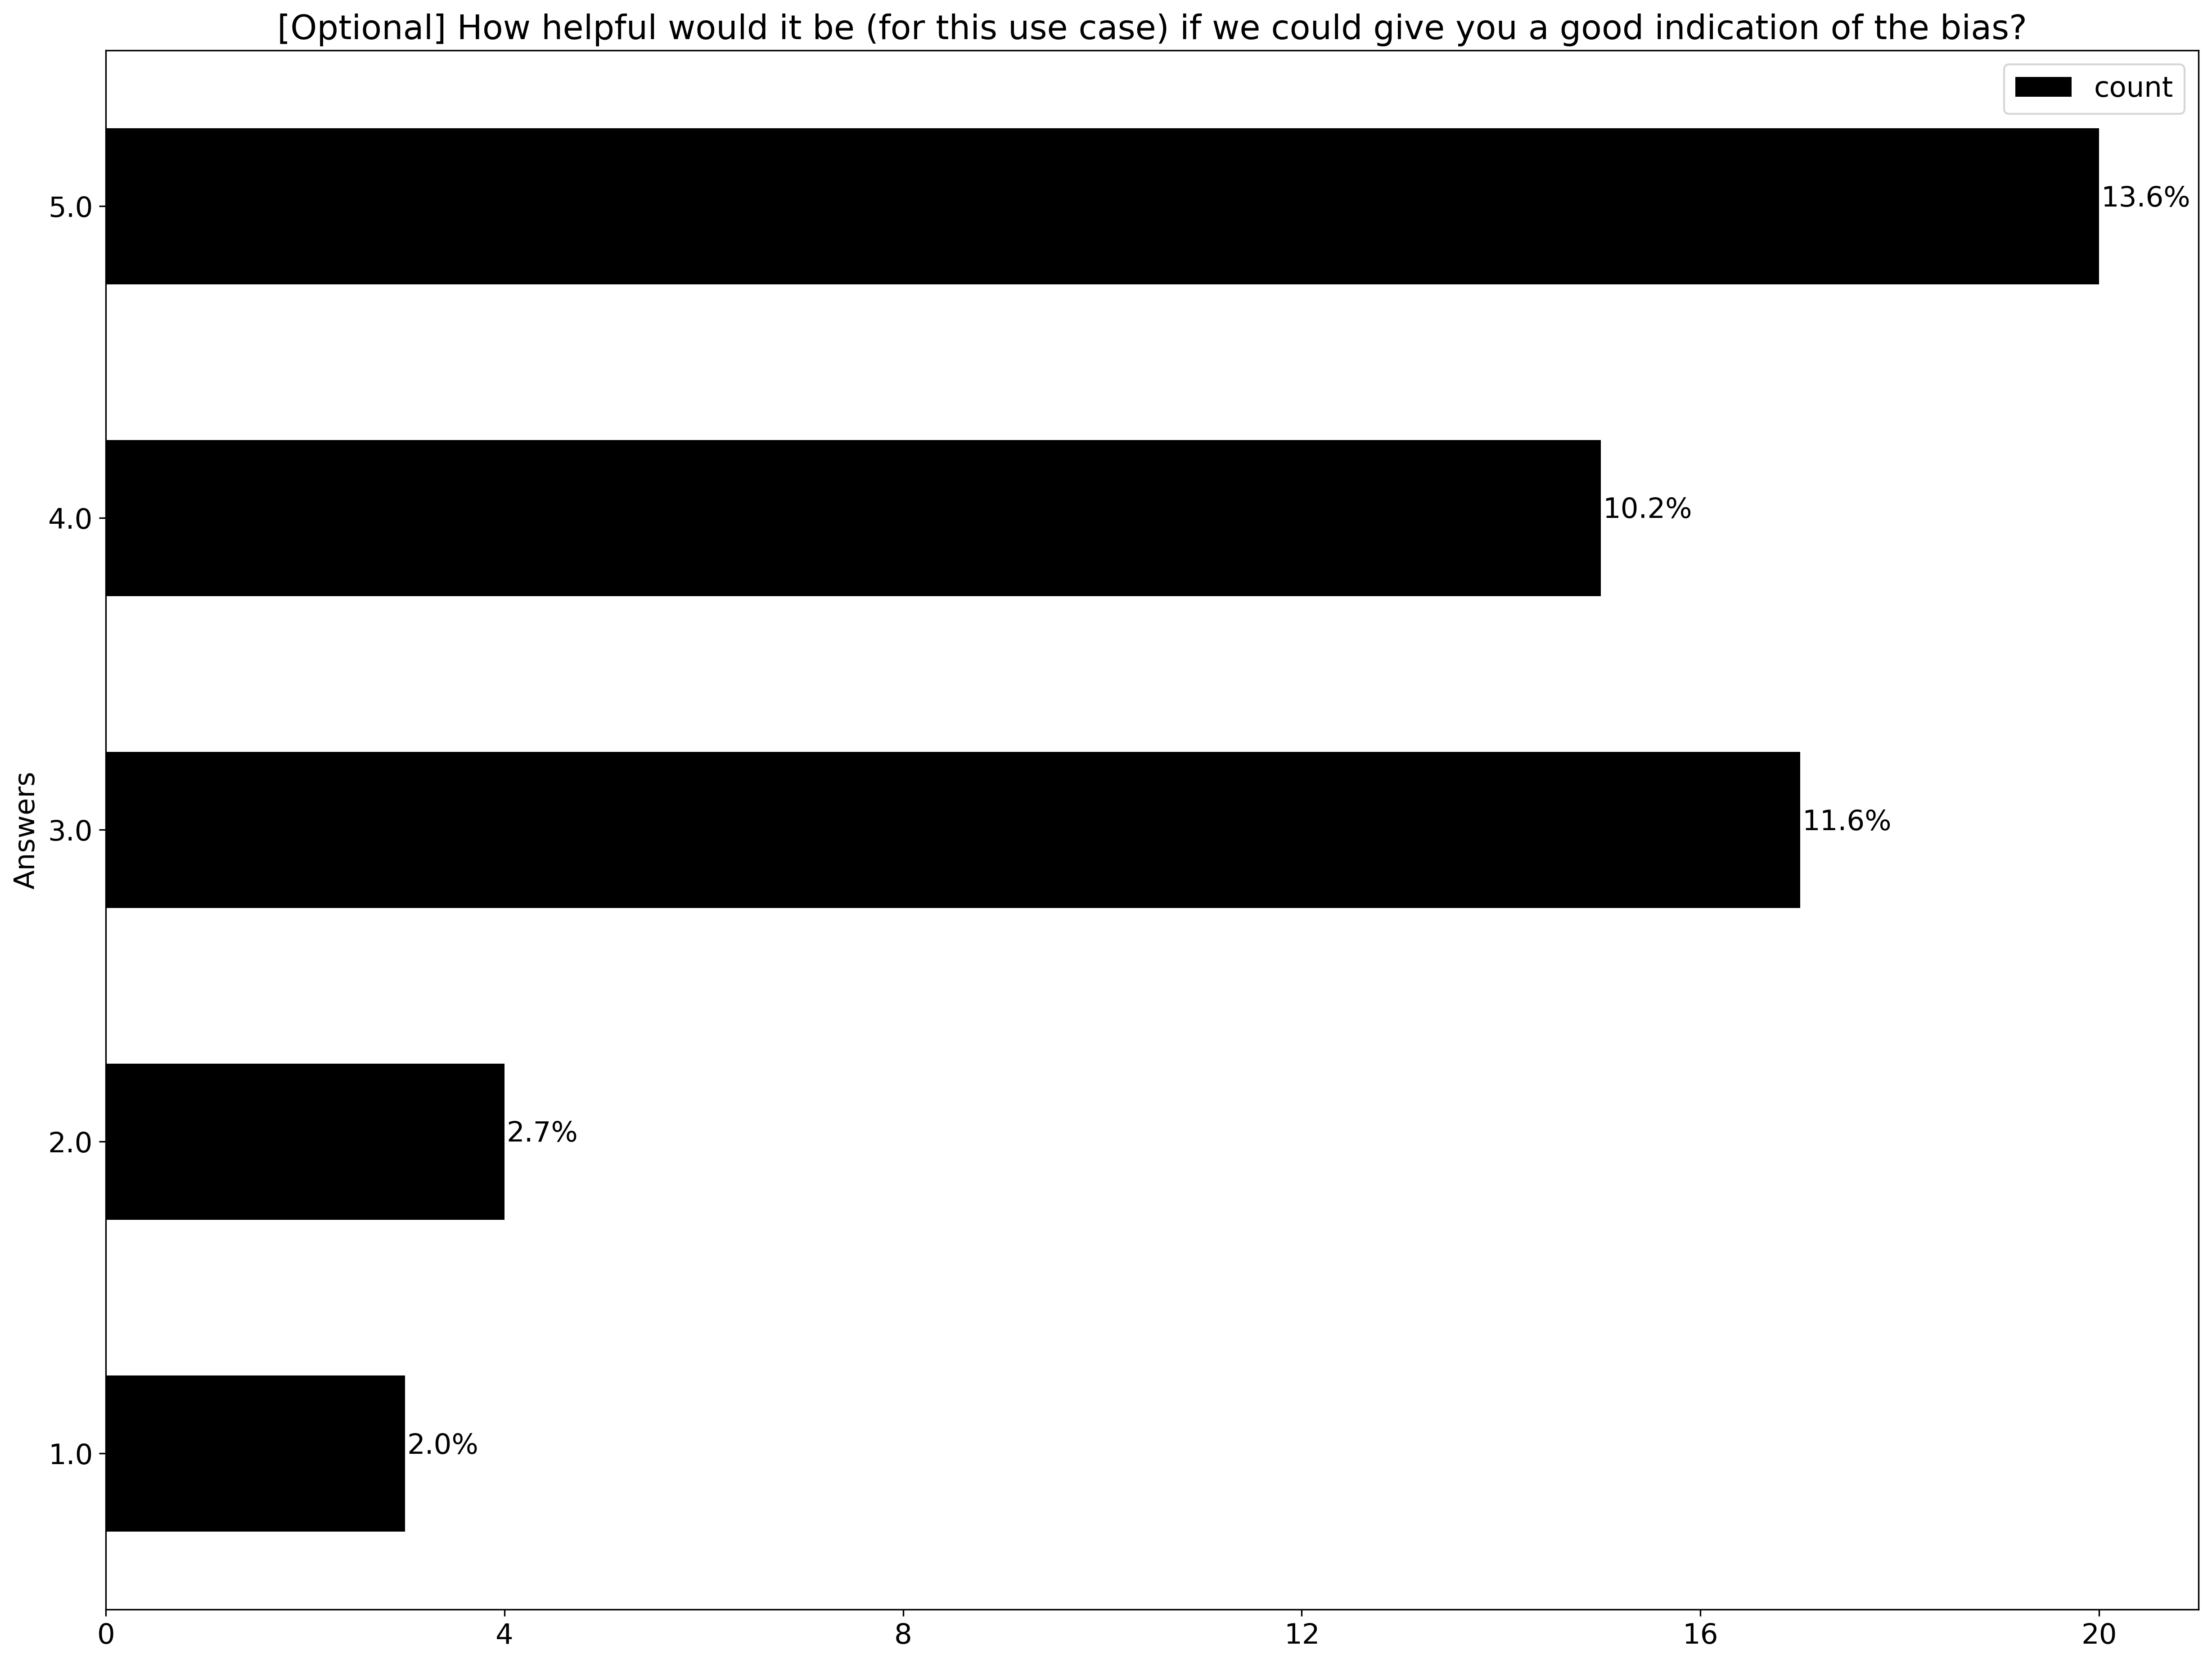 [Optional] How helpful would it be (for this use case) if we could give you a good indication of the bias?
count
5.0
13.6%
4.0
10.2%
3.0
11.6%
Answers
2.0
2.7%
1.0
2.0%
0 4 8 12 16 20